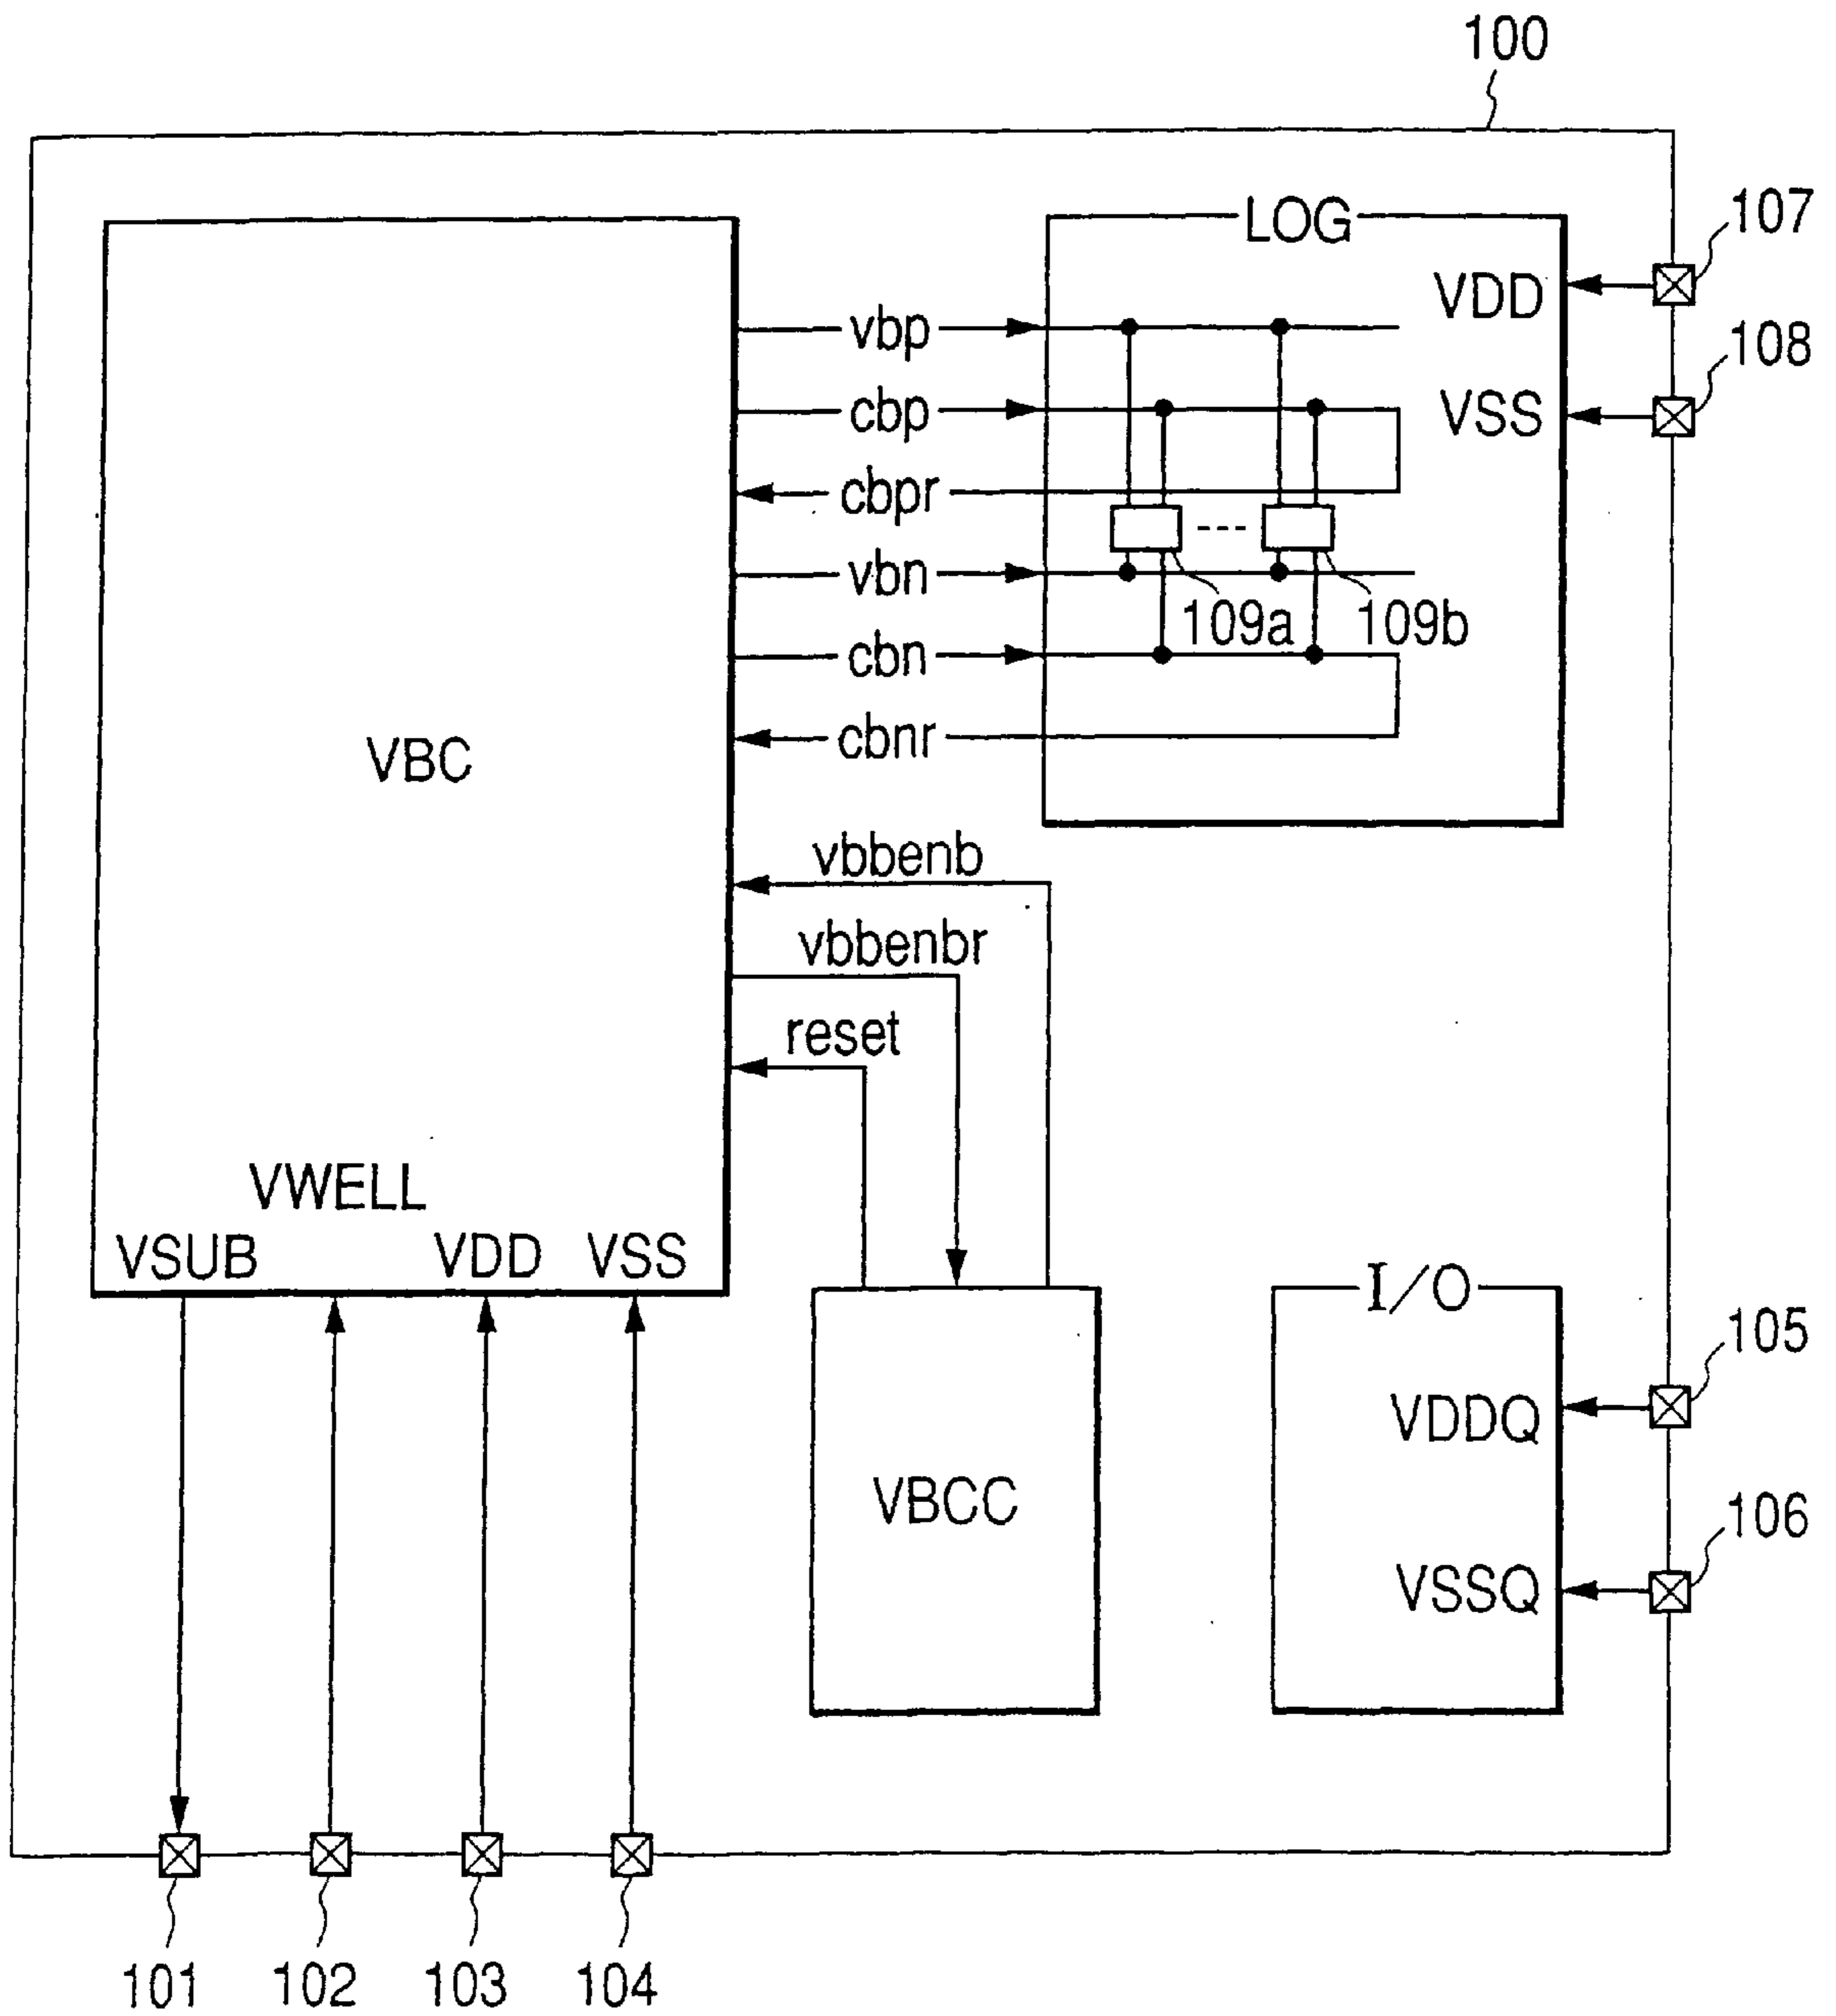 100
LOG
107
VDD
108
vbp
cbp
VSS
cbpr
vbn
109a
109b
cbn
cbnr
VBC
vbbenb
vbbenbr
reset
VWELL
VSUB
VDD
VSS
I/O
105
VDDQ
VBCC
106
VSSQ
101
102
103
104